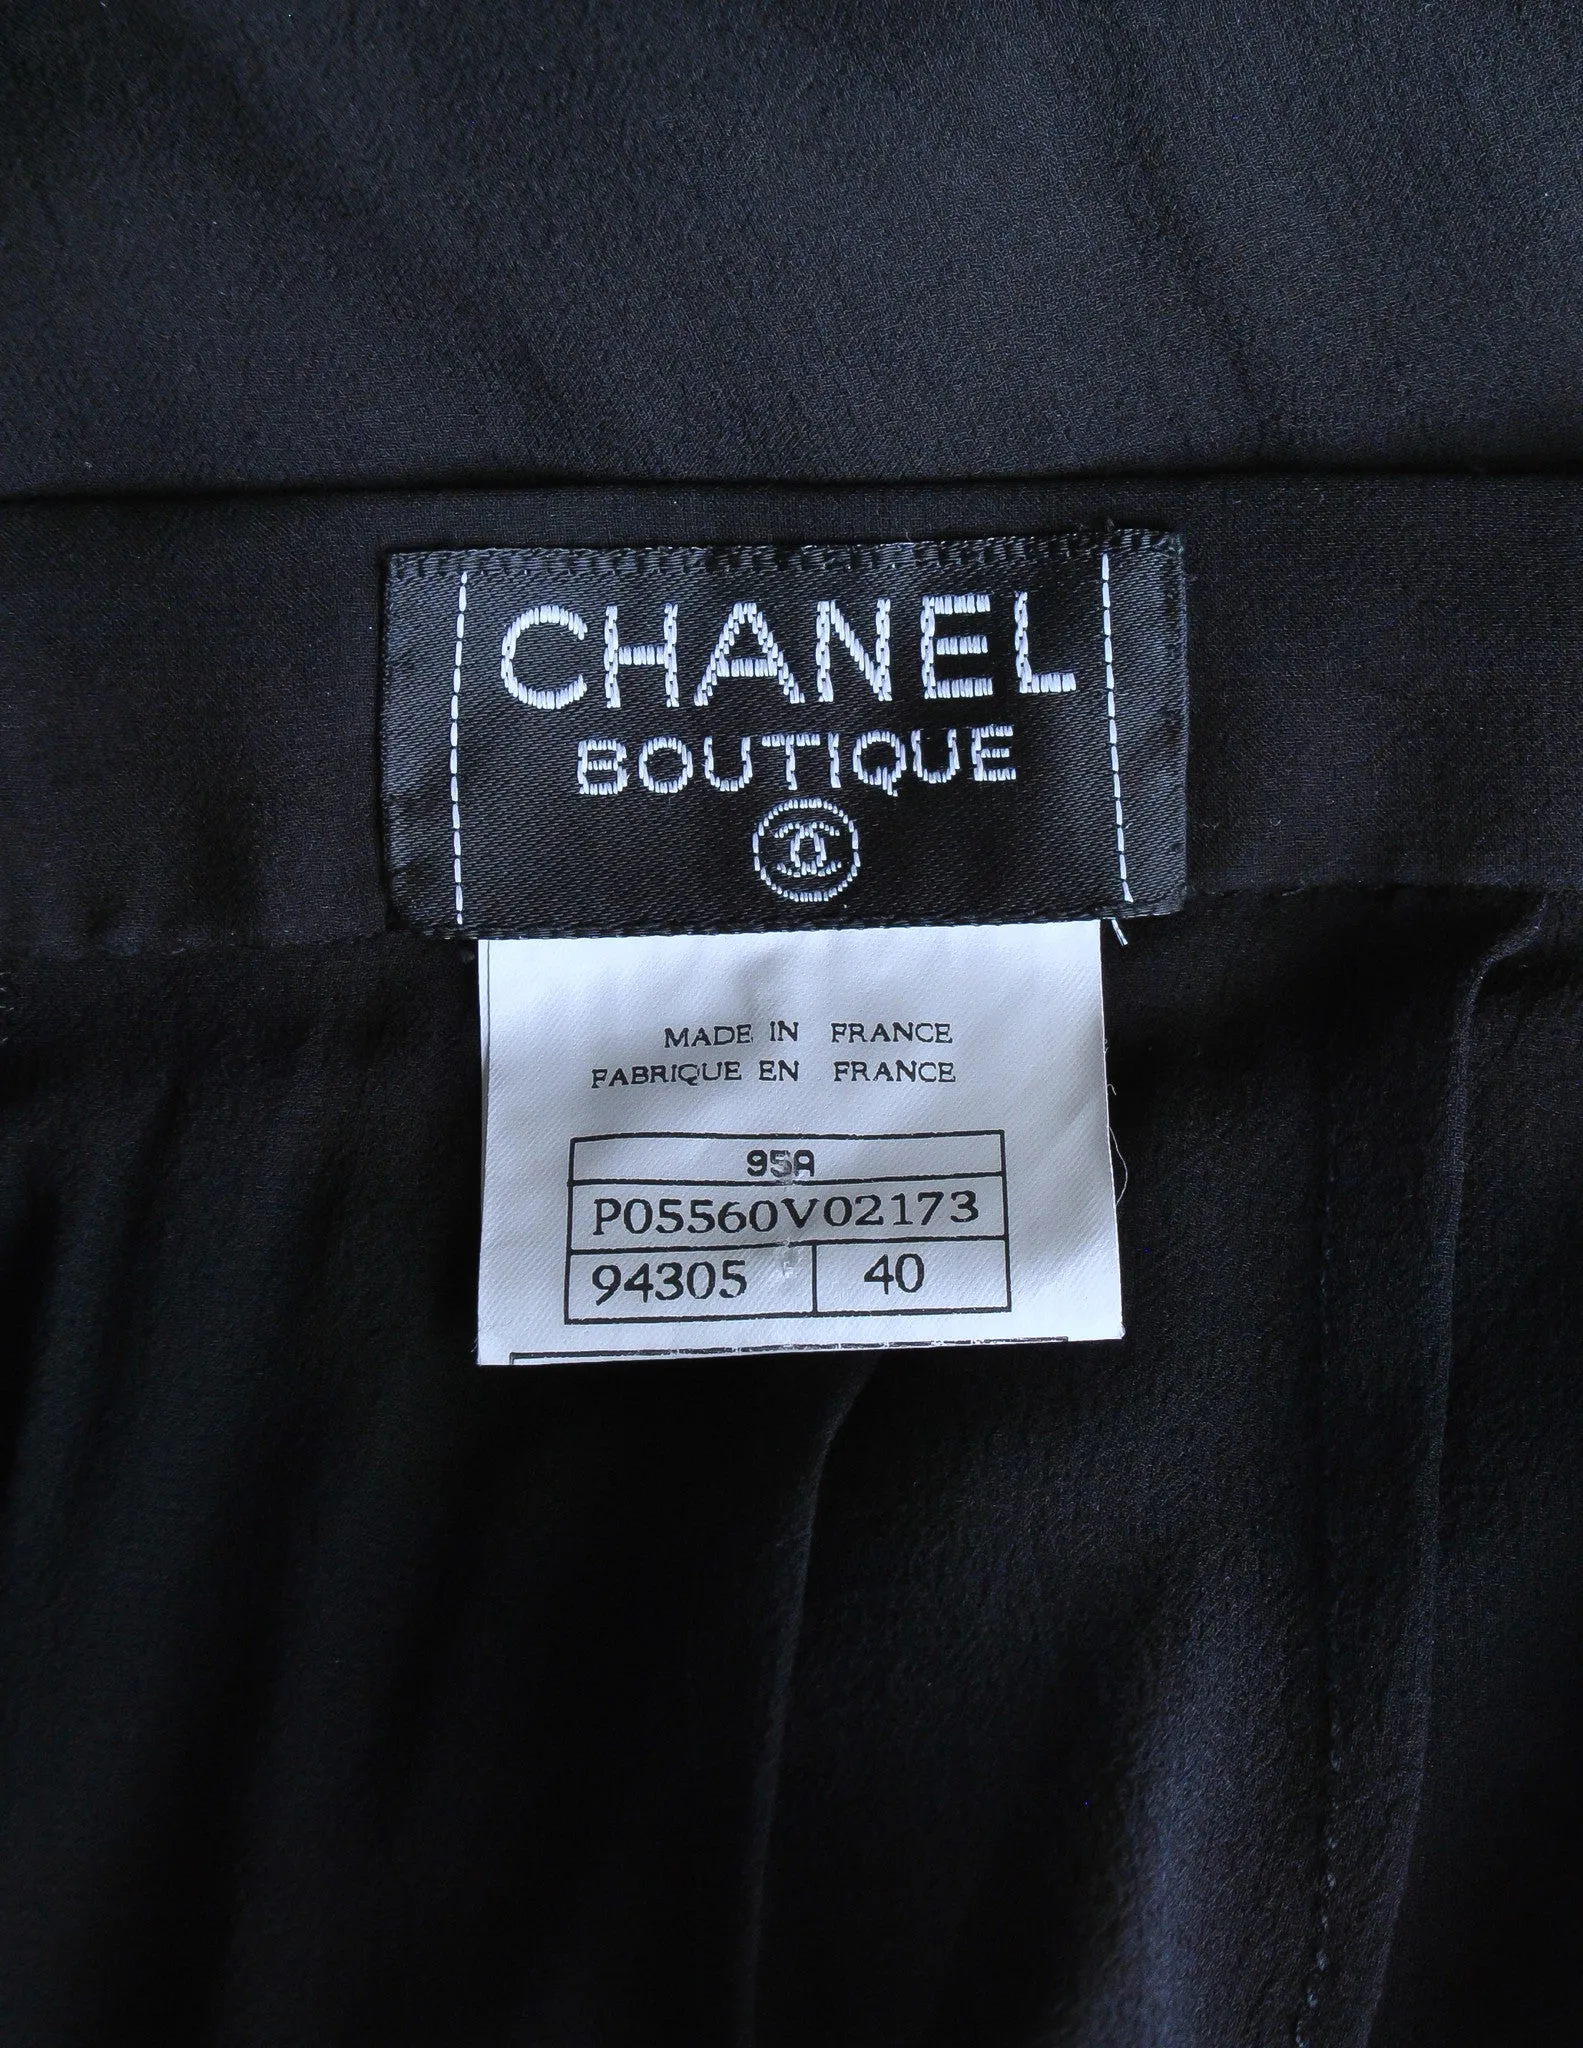 CHANEL
BOUTIQUE
MADE IN FRANCE
FABRIQUE EN FRANCE
95A
P05560V02173
94305 40